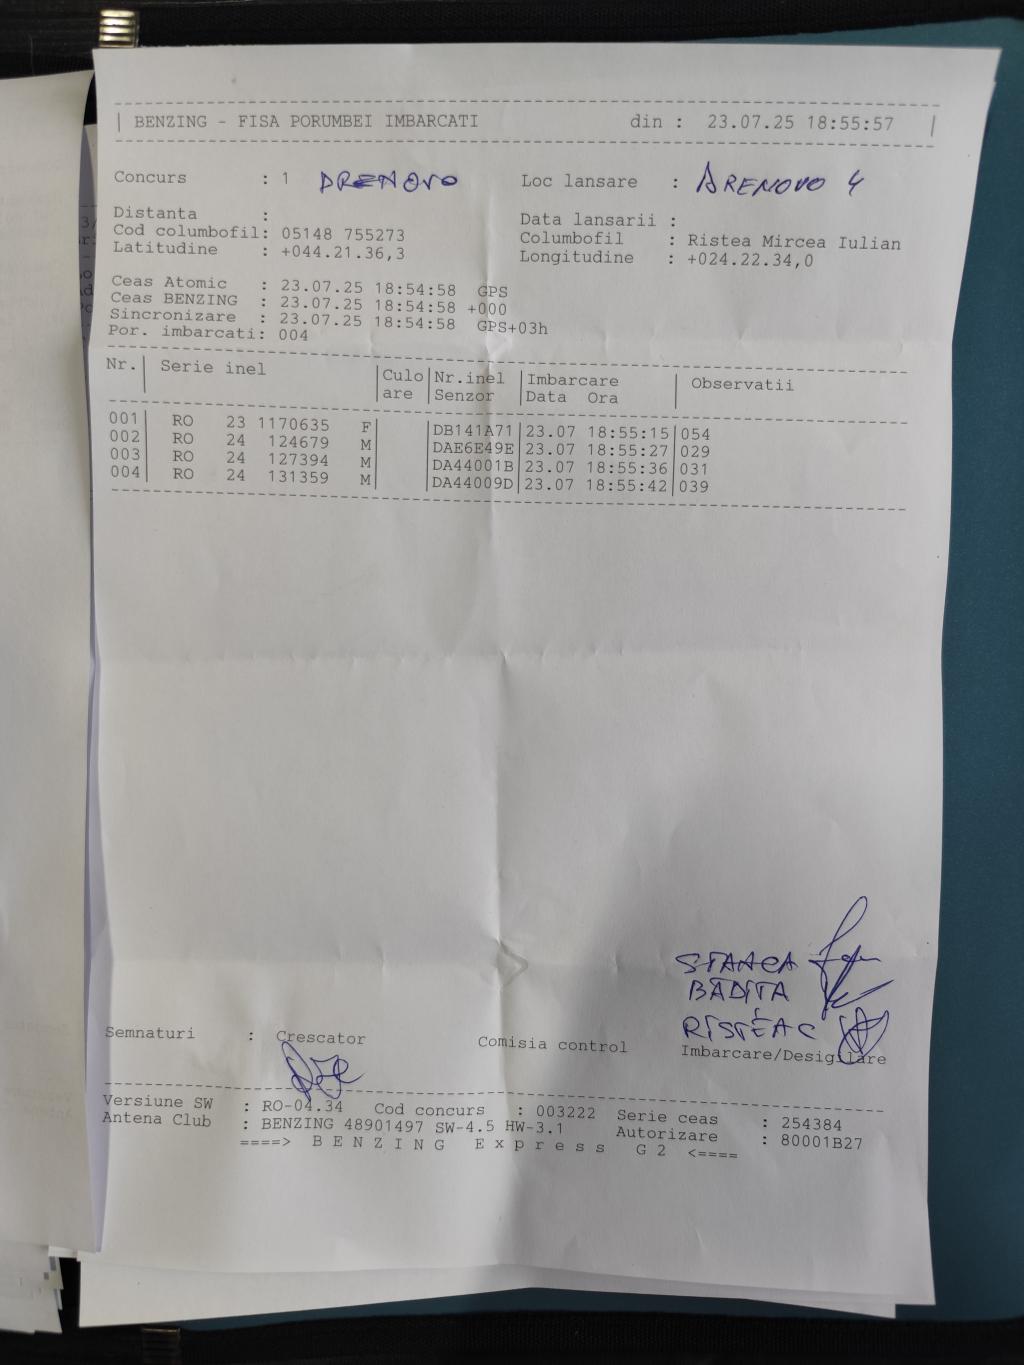 BENZING - FISA PORUMBEI IMBARCATI din : 23.07.25 18:55:57
Concurs : 1 DRENOVO Loc lansare : DRENOVO 4
Distanta : Data lansarii :
Cod columbofil: 05148 755273 Columbofil : Ristea Mircea Iulian
Latitudine : +044.21.36,3 Longitudine : +024.22.34,0
Ceas Atomic : 23.07.25 18:54:58 GPS
Ceas BENZING : 23.07.25 18:54:58 +000
Sincronizare : 23.07.25 18:54:58 GPS+03h
Por. imbarcati: 004
Nr. Serie inel Culo Nr.inel Imbarcare Observatii
are Senzor Data Ora
001 RO 23 1170635 F DB141A71 23.07 18:55:15 054
002 RO 24 124679 M DAE6E49E 23.07 18:55:27 029
003 RO 24 127394 M DA44001B 23.07 18:55:36 031
004 RO 24 131359 M DA44009D 23.07 18:55:42 039
STANCA
BĂDIȚA
RISTEA C
Semnaturi : Crescator Comisia control Imbarcare/Desigilare
Versiune SW : RO-04.34 Cod concurs : 003222 Serie ceas : 254384
Antena Club : BENZING 48901497 SW-4.5 HW-3.1 Autorizare : 80001B27
====> B E N Z I N G E x p r e s s G 2 <====